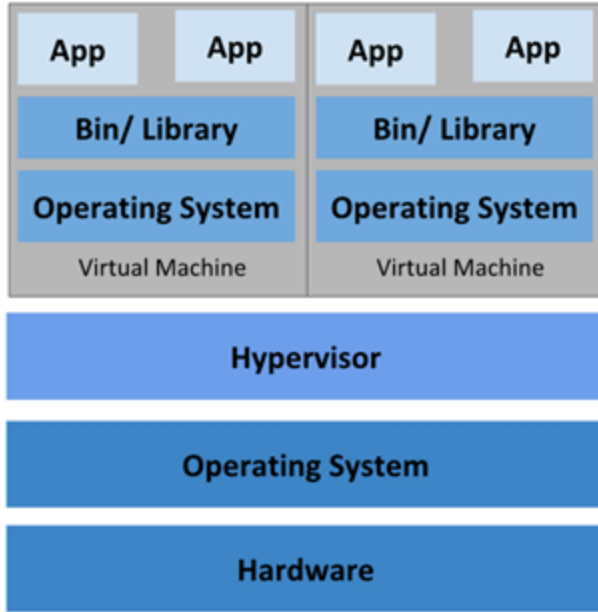 App App App App
Bin/ Library Bin/ Library
Operating System Operating System
Virtual Machine Virtual Machine
Hypervisor
Operating System
Hardware